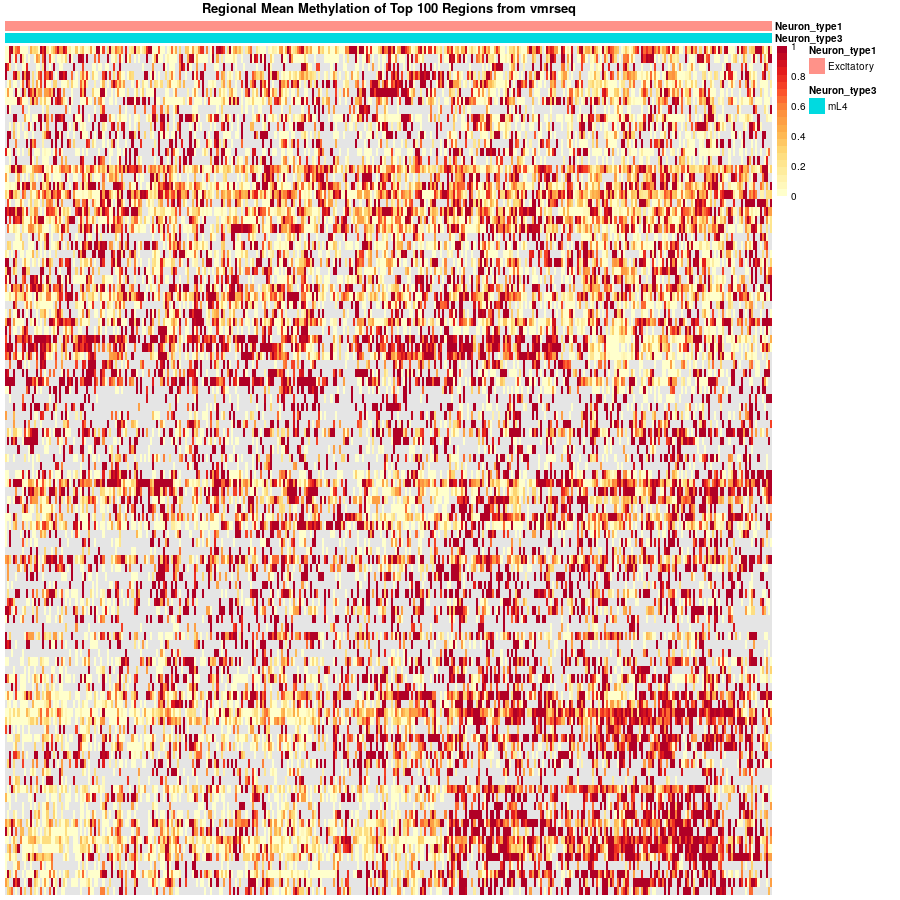 Regional Mean Methylation of Top 100 Regions from vmrseq
Neuron_type1
Neuron_type3
1
0.8
0.6
0.4
0.2
0
Neuron_type1
Excitatory
Neuron_type3
mL4